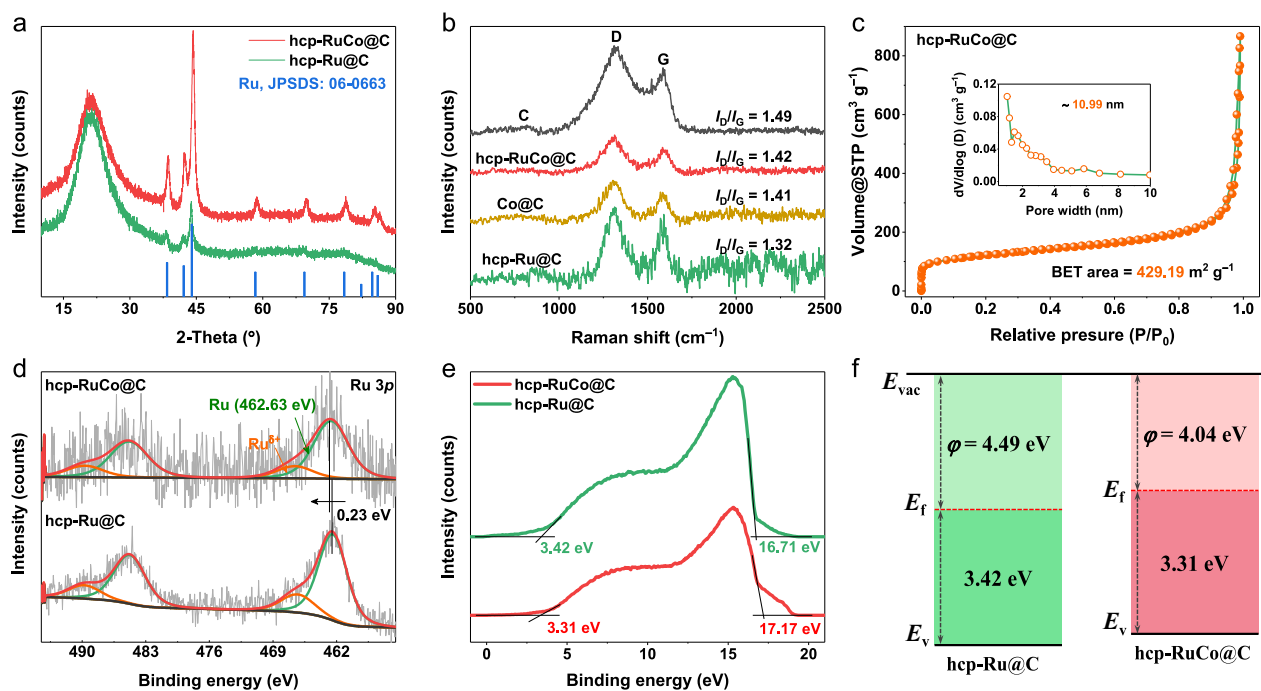 a
hcp-RuCo@C
hcp-Ru@C
Ru, JPSDS: 06-0663
Intensity (counts)
15 30 45 60 75 90
2-Theta (°)
b
D
G
C
I_D/I_G = 1.49
hcp-RuCo@C
I_D/I_G = 1.42
Co@C
I_D/I_G = 1.41
hcp-Ru@C
I_D/I_G = 1.32
Intensity (counts)
500 1000 1500 2000 2500
Raman shift (cm⁻¹)
c
hcp-RuCo@C
800
600
400
200
0
Volume@STP (cm³ g⁻¹)
0.12
0.08
0.04
0.00
dV/dlog (D) (cm³ g⁻¹)
~ 10,99 nm
2 4 6 8 10
Pore width (nm)
BET area = 429.19 m² g⁻¹
0.0 0.2 0.4 0.6 0.8 1.0
Relative presure (P/P₀)
d
hcp-RuCo@C
Ru 3p
Ru (462.63 eV)
Ru^δ+
0.23 eV
hcp-Ru@C
Intensity (counts)
490 483 476 469 462
Binding energy (eV)
e
hcp-RuCo@C
hcp-Ru@C
3.42 eV
16.71 eV
3.31 eV
17.17 eV
Intensity (counts)
0 5 10 15 20
Binding energy (eV)
f
E_vac
φ = 4.49 eV
φ = 4.04 eV
E_f
E_f
3.42 eV
3.31 eV
E_v
E_v
hcp-Ru@C
hcp-RuCo@C